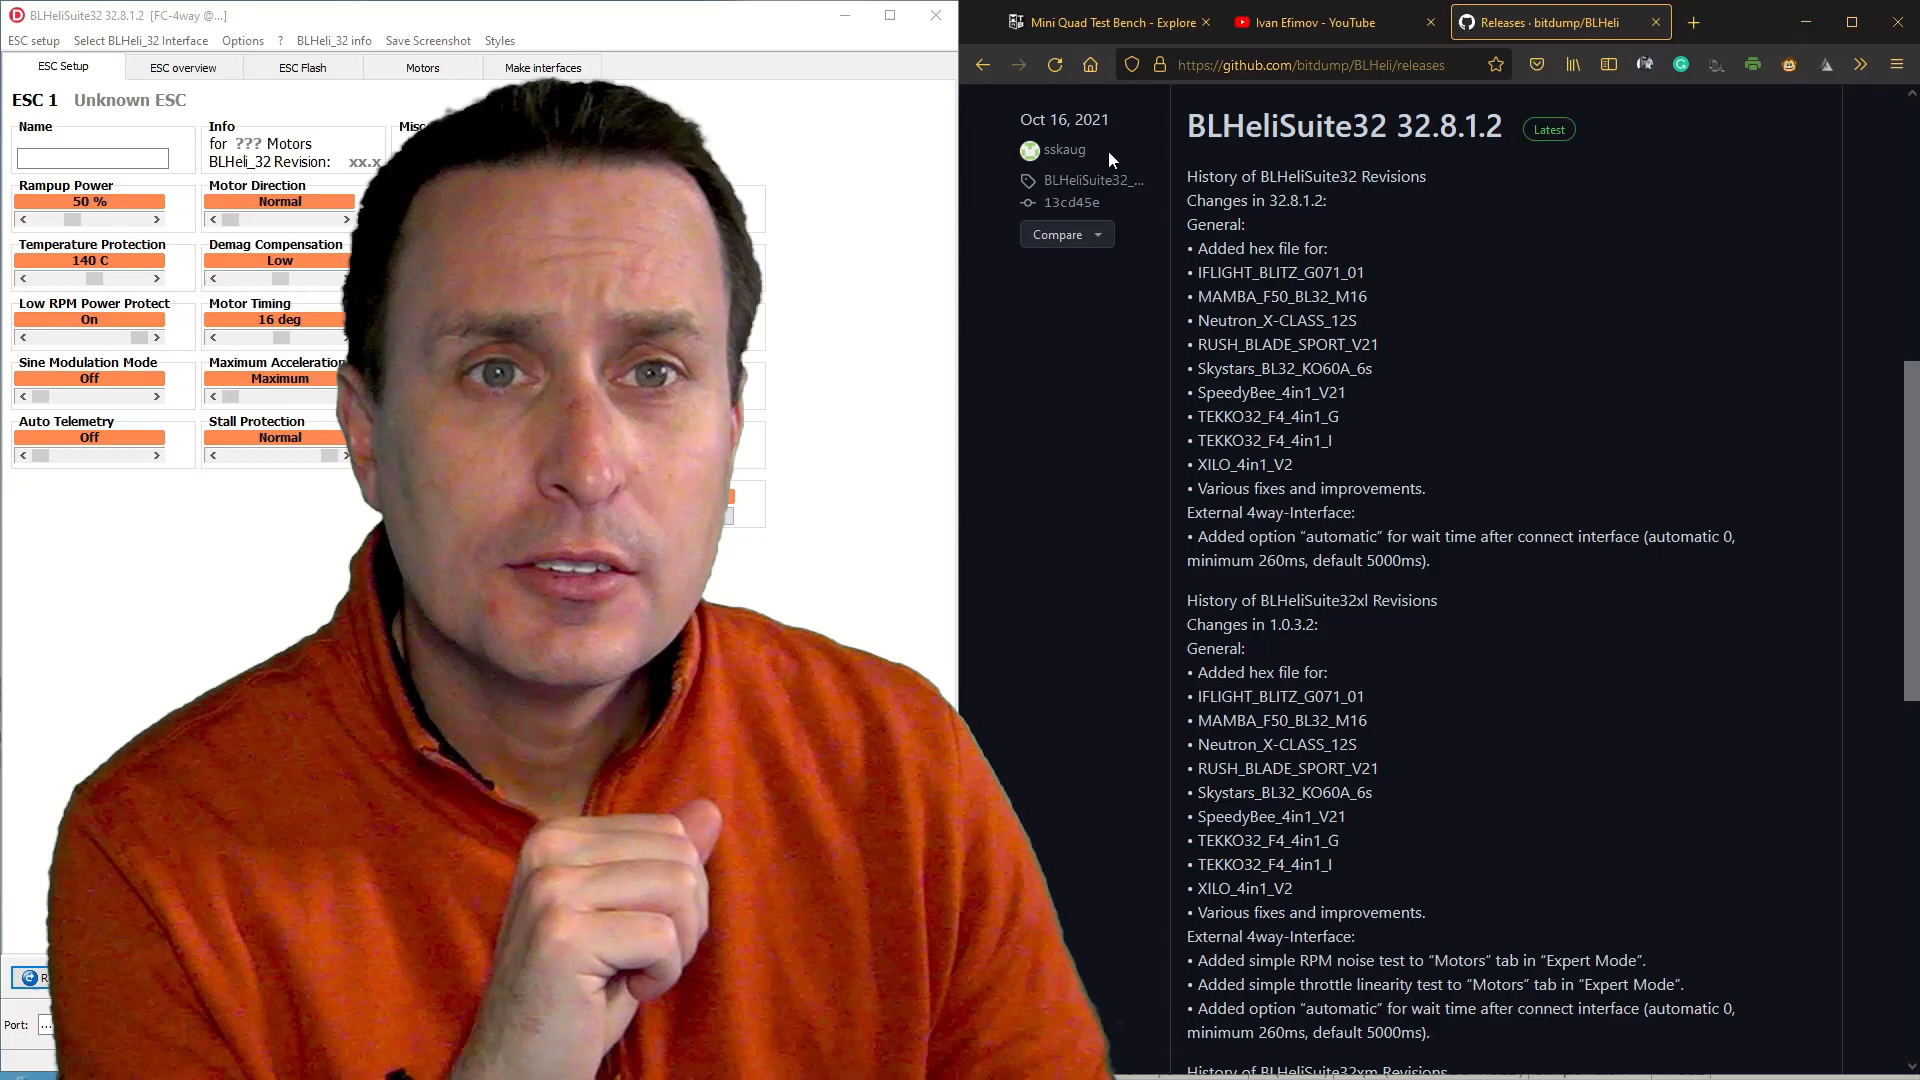 BLHeliSuite32 32.8.1.2 [FC-4way @...]
ESC setup Select BLHeli_32 Interface Options ? BLHeli_32 info Save Screenshot Styles
ESC Setup ESC overview ESC Flash Motors Make interfaces
ESC 1 Unknown ESC
Name
Info
for ??? Motors
BLHeli_32 Revision: xx.x
Misc
Rampup Power
50 %
Motor Direction
Normal
Temperature Protection
140 C
Demag Compensation
Low
Low RPM Power Protect
On
Motor Timing
16 deg
Sine Modulation Mode
Off
Maximum Acceleration
Maximum
Auto Telemetry
Off
Stall Protection
Normal
R
Port: ...
Mini Quad Test Bench - Explore
Ivan Efimov - YouTube
Releases · bitdump/BLHeli
https://github.com/bitdump/BLHeli/releases
Oct 16, 2021
sskaug
BLHeliSuite32_...
13cd45e
Compare
BLHeliSuite32 32.8.1.2 Latest
History of BLHeliSuite32 Revisions
Changes in 32.8.1.2:
General:
• Added hex file for:
• IFLIGHT_BLITZ_G071_01
• MAMBA_F50_BL32_M16
• Neutron_X-CLASS_12S
• RUSH_BLADE_SPORT_V21
• Skystars_BL32_KO60A_6s
• SpeedyBee_4in1_V21
• TEKKO32_F4_4in1_G
• TEKKO32_F4_4in1_I
• XILO_4in1_V2
• Various fixes and improvements.
External 4way-Interface:
• Added option “automatic” for wait time after connect interface (automatic 0,
minimum 260ms, default 5000ms).
History of BLHeliSuite32xl Revisions
Changes in 1.0.3.2:
General:
• Added hex file for:
• IFLIGHT_BLITZ_G071_01
• MAMBA_F50_BL32_M16
• Neutron_X-CLASS_12S
• RUSH_BLADE_SPORT_V21
• Skystars_BL32_KO60A_6s
• SpeedyBee_4in1_V21
• TEKKO32_F4_4in1_G
• TEKKO32_F4_4in1_I
• XILO_4in1_V2
• Various fixes and improvements.
External 4way-Interface:
• Added simple RPM noise test to “Motors” tab in “Expert Mode”.
• Added simple throttle linearity test to “Motors” tab in “Expert Mode”.
• Added option “automatic” for wait time after connect interface (automatic 0,
minimum 260ms, default 5000ms).
History of BLHeliSuite32xm Revisions